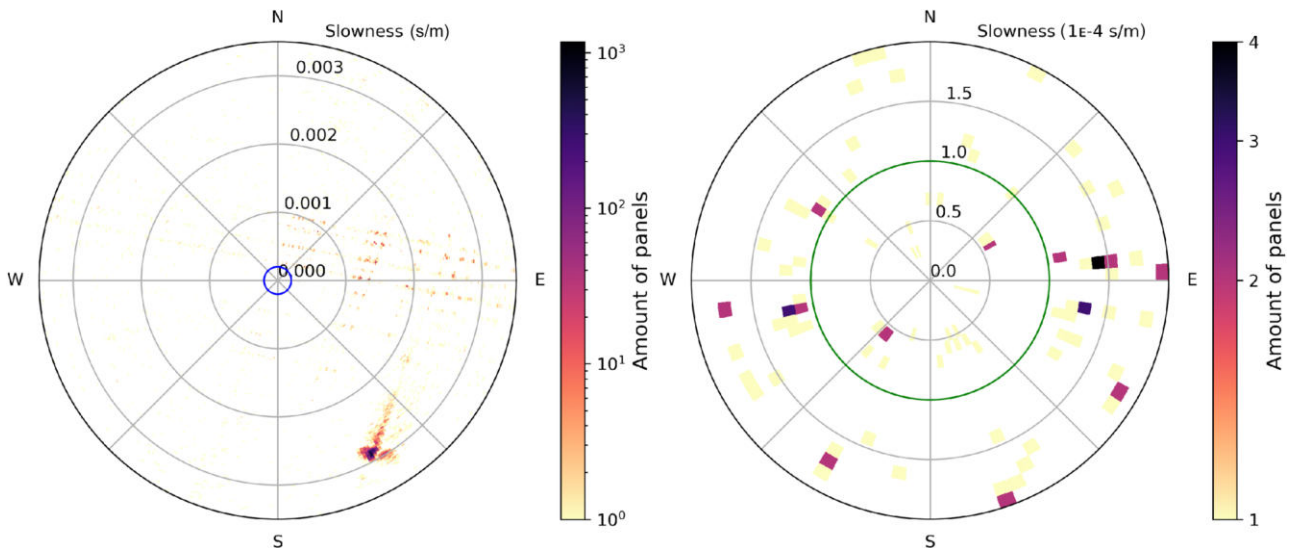 N
Slowness (s/m)
0.003
0.002
0.001
0.000
W
E
S
10³
10²
10¹
10⁰
Amount of panels
N
Slowness (1E-4 s/m)
1.5
1.0
0.5
0.0
W
E
S
4
3
2
1
Amount of panels